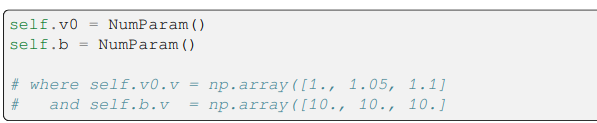 self.v0 = NumParam()
self.b = NumParam()

# where self.v0.v = np.array([1., 1.05, 1.1]
#   and self.b.v  = np.array([10., 10., 10.]